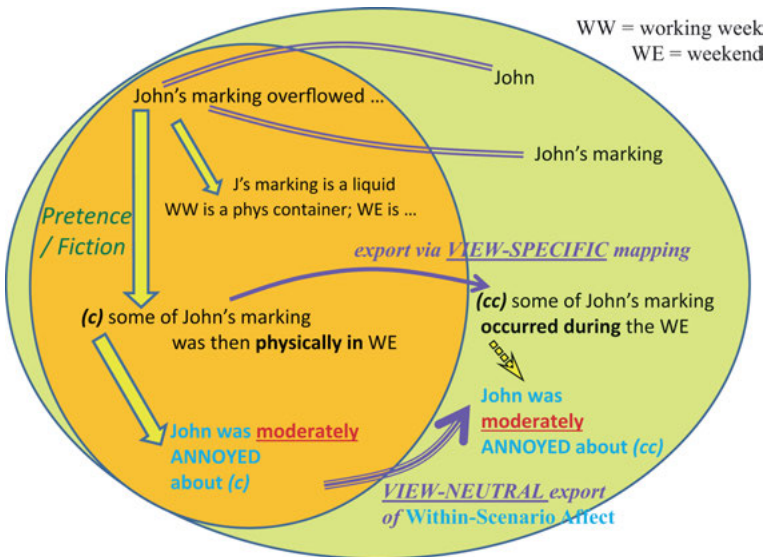 WW = working week
WE = weekend
John's marking overflowed ...
John
John's marking
J's marking is a liquid
WW is a phys container; WE is ...
Pretence
/ Fiction
export via VIEW-SPECIFIC mapping
(c) some of John's marking
was then physically in WE
(cc) some of John's marking
occurred during the WE
John was moderately
ANNOYED
about (c)
John was
moderately
ANNOYED about (cc)
VIEW-NEUTRAL export
of Within-Scenario Affect